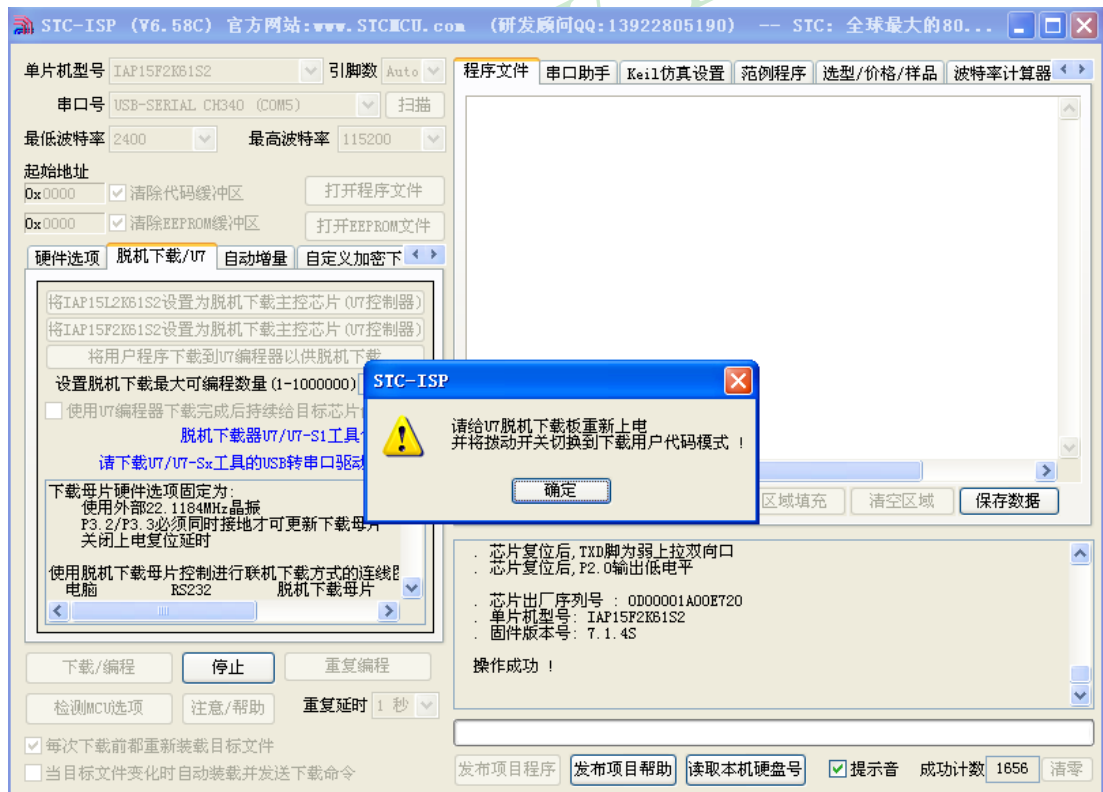 STC-ISP (V6.58C) 官方网站:www.STCMCU.com (研发顾问QQ:13922805190) -- STC: 全球最大的80...
单片机型号 IAP15F2K61S2 引脚数 Auto
串口号 USB-SERIAL CH340 (COM5) 扫描
最低波特率 2400 最高波特率 115200
起始地址
0x0000 清除代码缓冲区 打开程序文件
0x0000 清除EEPROM缓冲区 打开EEPROM文件
硬件选项 脱机下载/U7 自动增量 自定义加密下
将IAP15L2K61S2设置为脱机下载主控芯片(U7控制器)
将IAP15F2K61S2设置为脱机下载主控芯片(U7控制器)
将用户程序下载到U7编程器以供脱机下载
设置脱机下载最大可编程数量(1-1000000)
使用U7编程器下载完成后持续给目标芯片
脱机下载器U7/U7-S1工具
请下载U7/U7-Sx工具的USB转串口驱动
下载母片硬件选项固定为:
使用外部22.1184MHz晶振
P3.2/P3.3必须同时接地才可更新下载母片
关闭上电复位延时
使用脱机下载母片控制进行联机下载方式的连线
电脑 RS232 脱机下载母片
下载/编程 停止 重复编程
检测MCU选项 注意/帮助 重复延时 1 秒
每次下载前都重新装载目标文件
当目标文件变化时自动装载并发送下载命令
程序文件 串口助手 Keil仿真设置 范例程序 选型/价格/样品 波特率计算器
STC-ISP
请给U7脱机下载板重新上电
并将拨动开关切换到下载用户代码模式 !
确定
区域填充 清空区域 保存数据
. 芯片复位后,TXD脚为弱上拉双向口
. 芯片复位后,P2.0输出低电平
. 芯片出厂序列号 : 0D00001A00E720
. 单片机型号: IAP15F2K61S2
. 固件版本号: 7.1.4S
操作成功 !
发布项目程序 发布项目帮助 读取本机硬盘号 提示音 成功计数 1656 清零